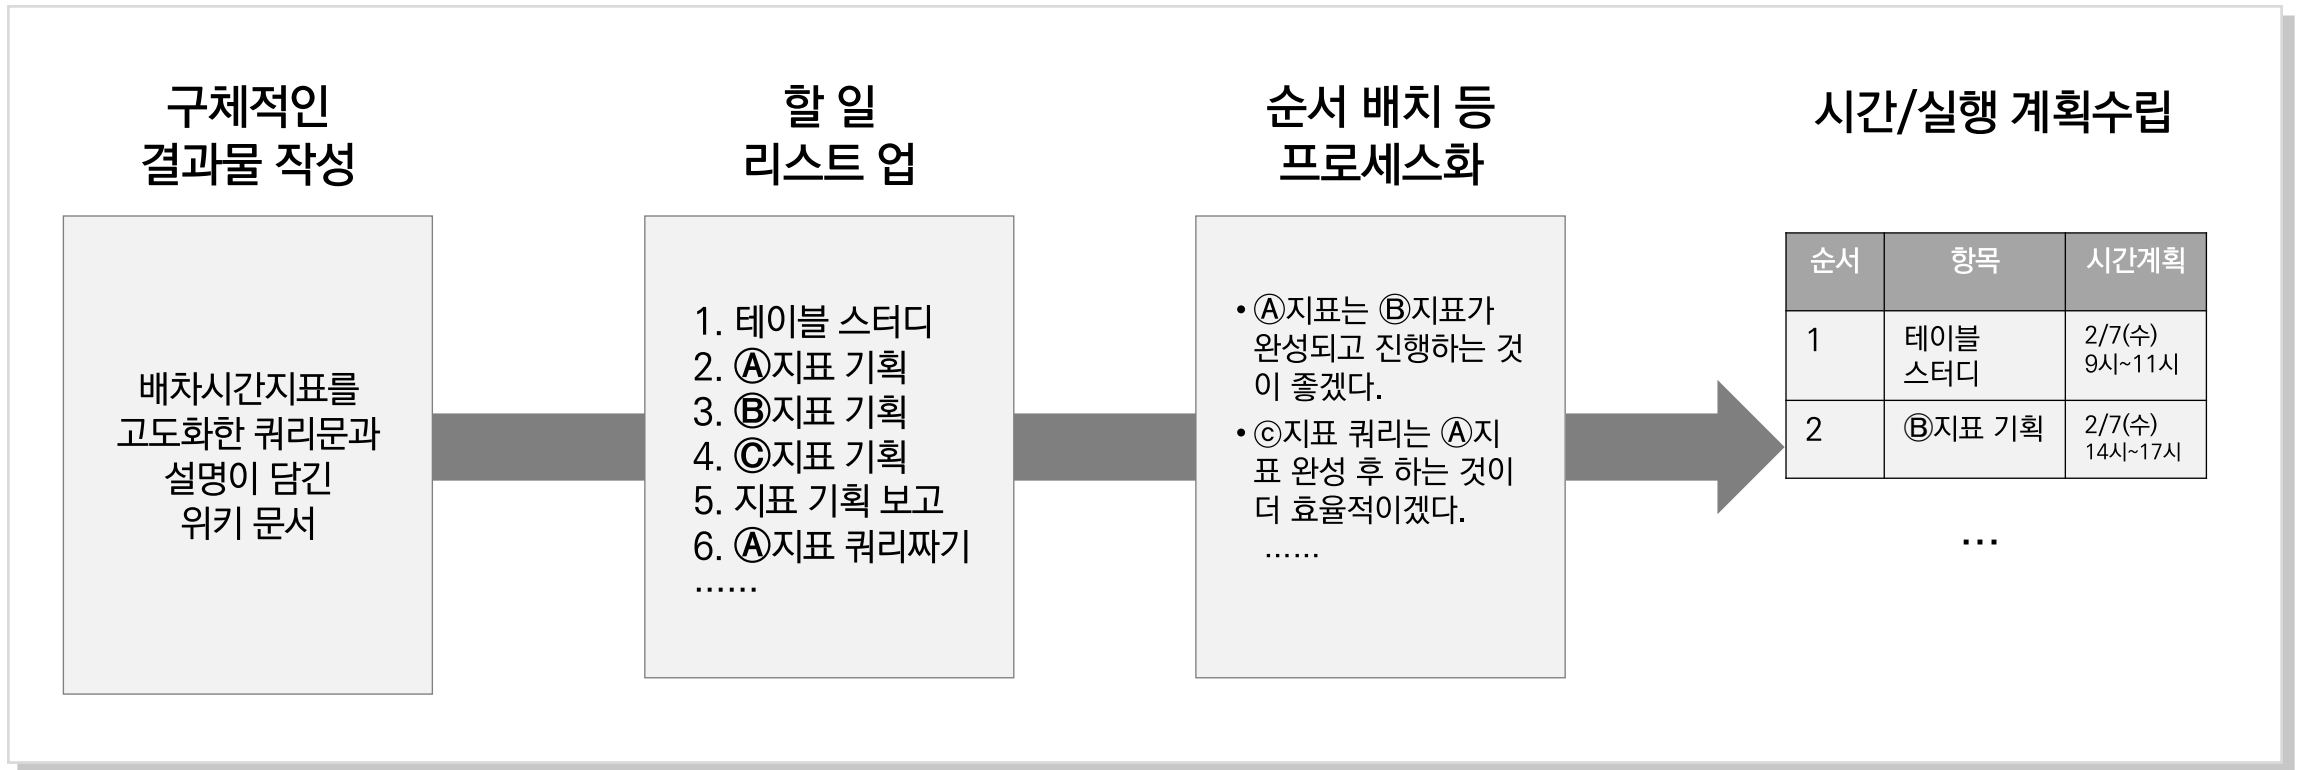 구체적인
결과물 작성
배차시간지표를
고도화한 쿼리문과
설명이 담긴
위키 문서
할 일
리스트 업
1. 테이블 스터디
2. Ⓐ지표 기획
3. Ⓑ지표 기획
4. Ⓒ지표 기획
5. 지표 기획 보고
6. Ⓐ지표 쿼리짜기
......
순서 배치 등
프로세스화
• Ⓐ지표는 Ⓑ지표가
완성되고 진행하는 것
이 좋겠다.
• ⓒ지표 쿼리는 Ⓐ지
표 완성 후 하는 것이
더 효율적이겠다.
......
시간/실행 계획수립
순서 항목 시간계획
1 테이블 2/7(수)
스터디 9시~11시
2 Ⓑ지표 기획 2/7(수)
14시~17시
...